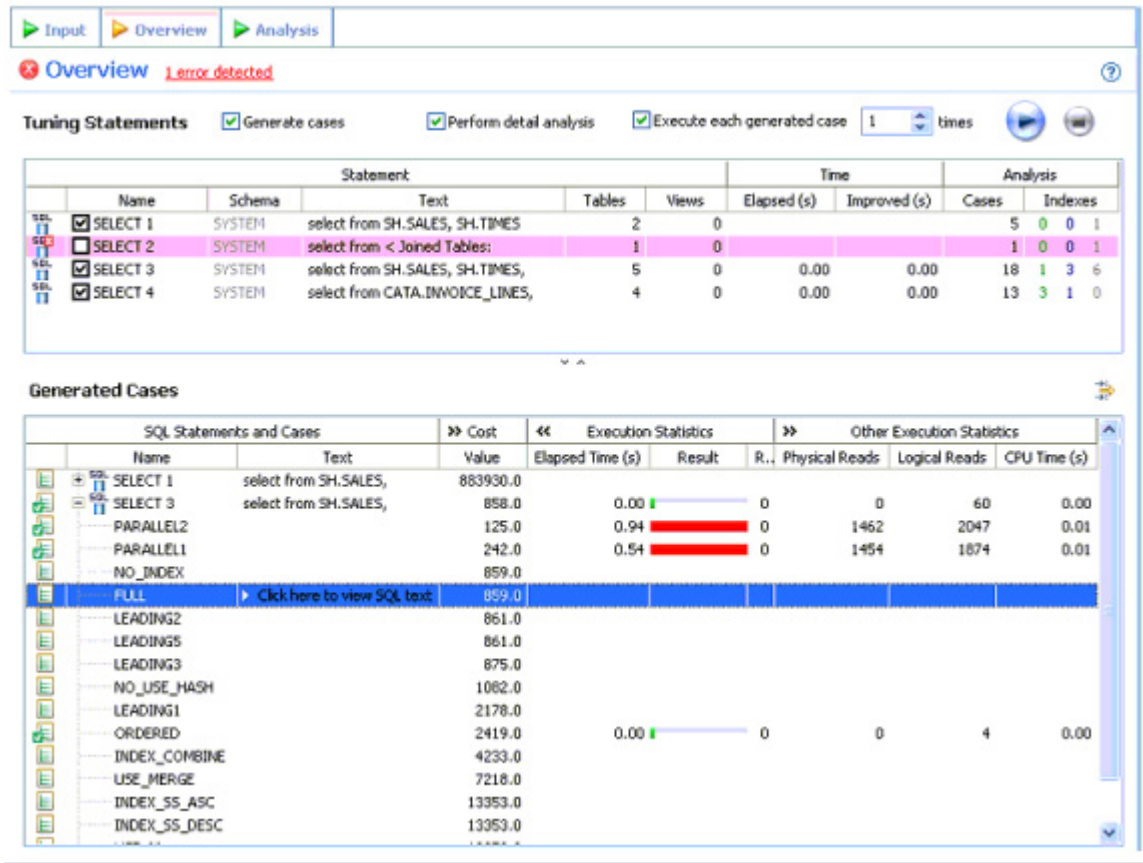 Input Overview Analysis
Overview 1 error detected
Tuning Statements Generate cases Perform detail analysis Execute each generated case 1 times
Statement Time Analysis
Name Schema Text Tables Views Elapsed (s) Improved (s) Cases Indexes
SQL SELECT 1 SYSTEM select from SH.SALES, SH.TIMES 2 0 5 0 0 1
SELECT 2 SYSTEM select from < Joined Tables: 1 0 1 0 0 1
SQL SELECT 3 SYSTEM select from SH.SALES, SH.TIMES, 5 0 0.00 0.00 18 1 3 6
SQL SELECT 4 SYSTEM select from CATA.INVOICE_LINES, 4 0 0.00 0.00 13 3 1 0
Generated Cases
SQL Statements and Cases >> Cost << Execution Statistics >> Other Execution Statistics
Name Text Value Elapsed Time (s) Result R.. Physical Reads Logical Reads CPU Time (s)
SQL SELECT 1 select from SH.SALES, 883930.0
SQL SELECT 3 select from SH.SALES, 858.0 0.00 0 0 60 0.00
PARALLEL2 125.0 0.94 0 1462 2047 0.01
PARALLEL1 242.0 0.54 0 1454 1874 0.01
NO_INDEX 859.0
FULL Click here to view SQL text 859.0
LEADING2 861.0
LEADING5 861.0
LEADING3 875.0
NO_USE_HASH 1082.0
LEADING1 2178.0
ORDERED 2419.0 0.00 0 0 4 0.00
INDEX_COMBINE 4233.0
USE_MERGE 7218.0
INDEX_SS_ASC 13353.0
INDEX_SS_DESC 13353.0